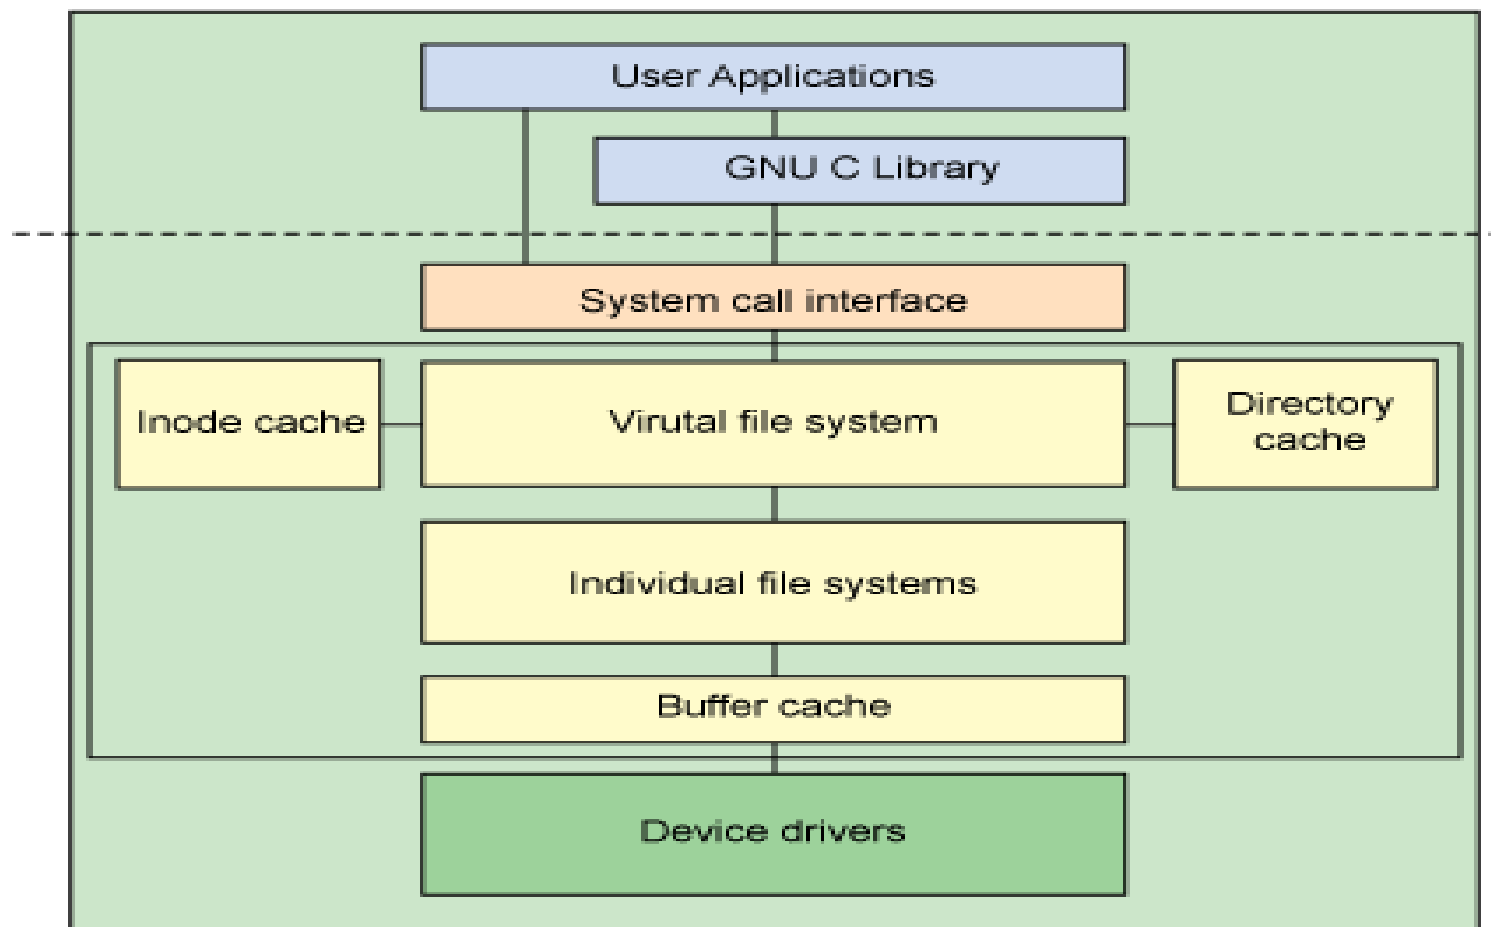 User Applications
GNU C Library
System call interface
Inode cache
Virutal file system
Directory
cache
Individual file systems
Buffer cache
Device drivers